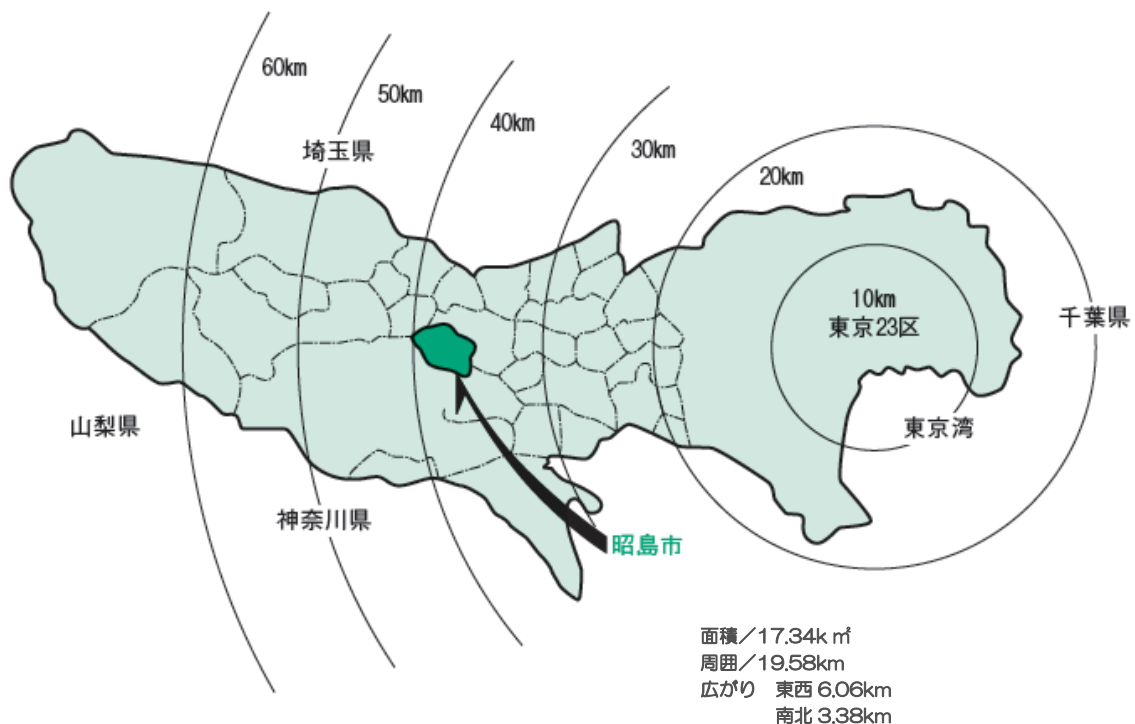 60km
50km
40km
30km
20km
10km
東京23区
埼玉県
千葉県
山梨県
東京湾
神奈川県
昭島市
面積／17.34k㎡
周囲／19.58km
広がり　東西 6.06km
南北 3.38km